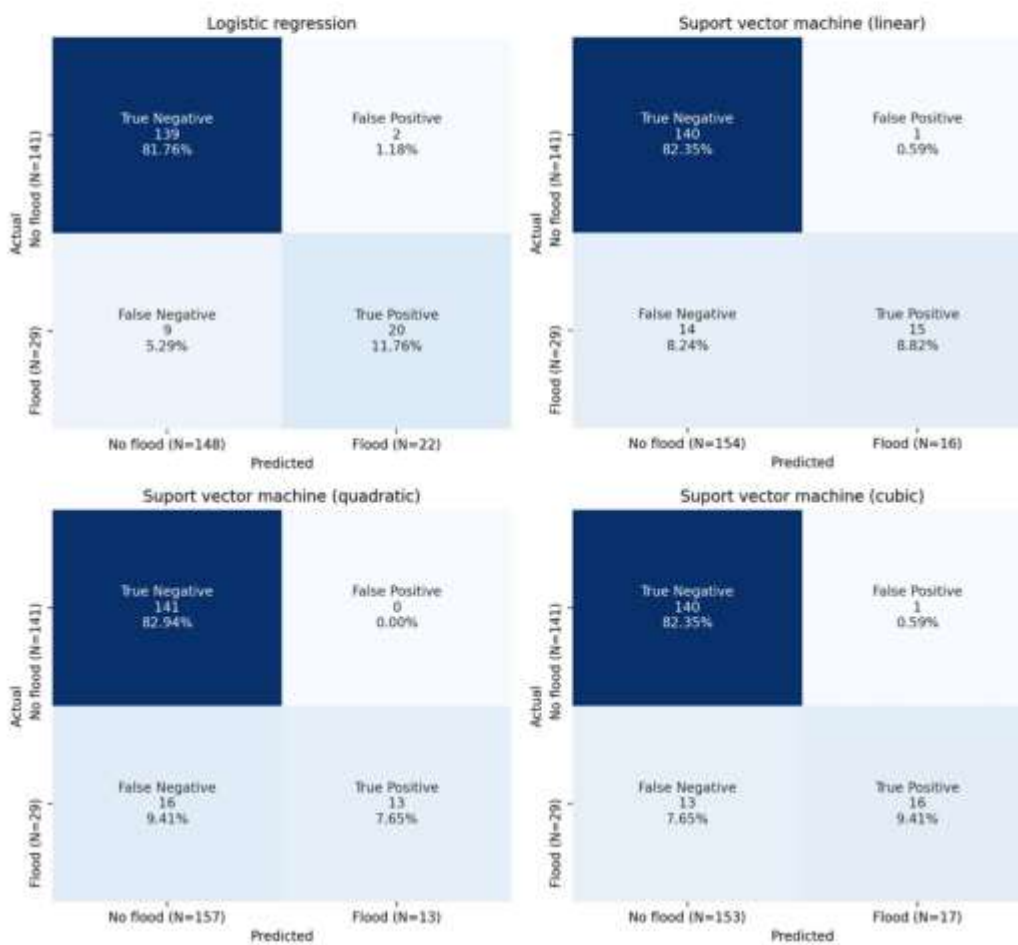 Logistic regression
True Negative
139
81.76%
False Positive
2
1.18%
False Negative
9
5.29%
True Positive
20
11.76%
Actual
No flood (N=141)
Flood (N=29)
No flood (N=148)
Flood (N=22)
Predicted
Suport vector machine (linear)
True Negative
140
82.35%
False Positive
1
0.59%
False Negative
14
8.24%
True Positive
15
8.82%
Actual
No flood (N=141)
Flood (N=29)
No flood (N=154)
Flood (N=16)
Predicted
Suport vector machine (quadratic)
True Negative
141
82.94%
False Positive
0
0.00%
False Negative
16
9.41%
True Positive
13
7.65%
Actual
No flood (N=141)
Flood (N=29)
No flood (N=157)
Flood (N=13)
Predicted
Suport vector machine (cubic)
True Negative
140
82.35%
False Positive
1
0.59%
False Negative
13
7.65%
True Positive
16
9.41%
Actual
No flood (N=141)
Flood (N=29)
No flood (N=153)
Flood (N=17)
Predicted